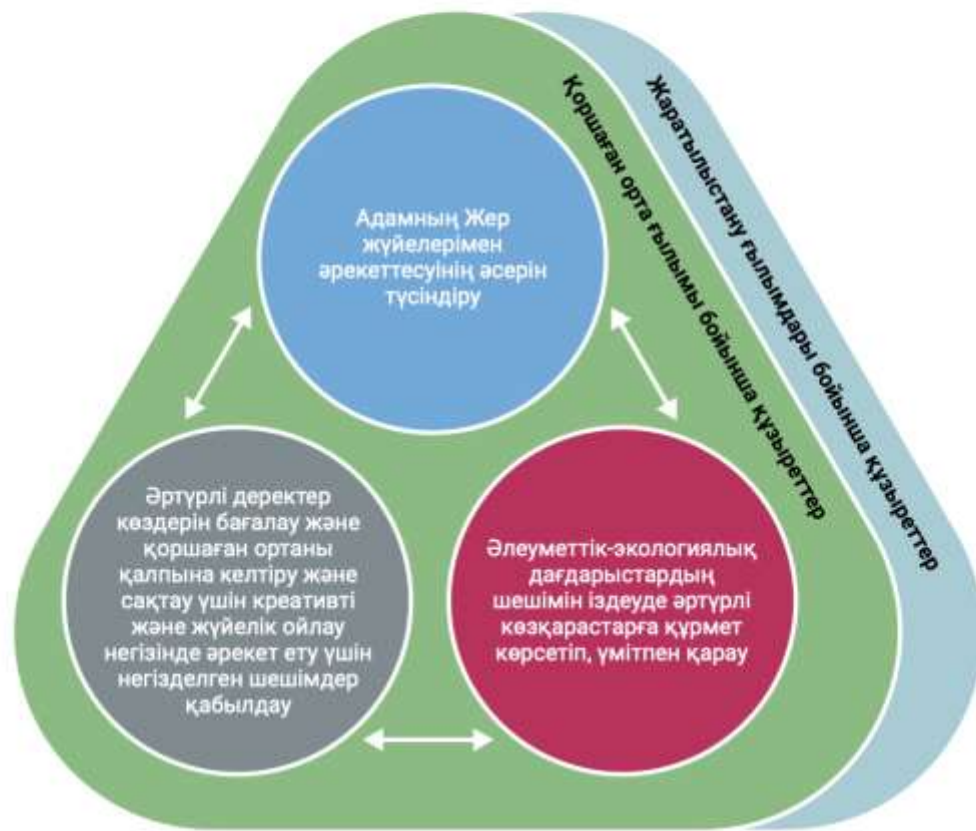 Адамның Жер
жүйелерімен
әрекеттесуінің әсерін
түсіндіру
Қоршаған орта ғылымы бойынша құзыреттер
Жаратылыстану ғылымдары бойынша құзыреттер
Әртүрлі деректер
көздерін бағалау және
қоршаған ортаны
қалпына келтіру және
сақтау үшін креативті
және жүйелік ойлау
негізінде әрекет ету үшін
негізделген шешімдер
қабылдау
Әлеуметтік-экологиялық
дағдарыстардың
шешімін іздеуде әртүрлі
көзқарастарға құрмет
көрсетіп, үмітпен қарау